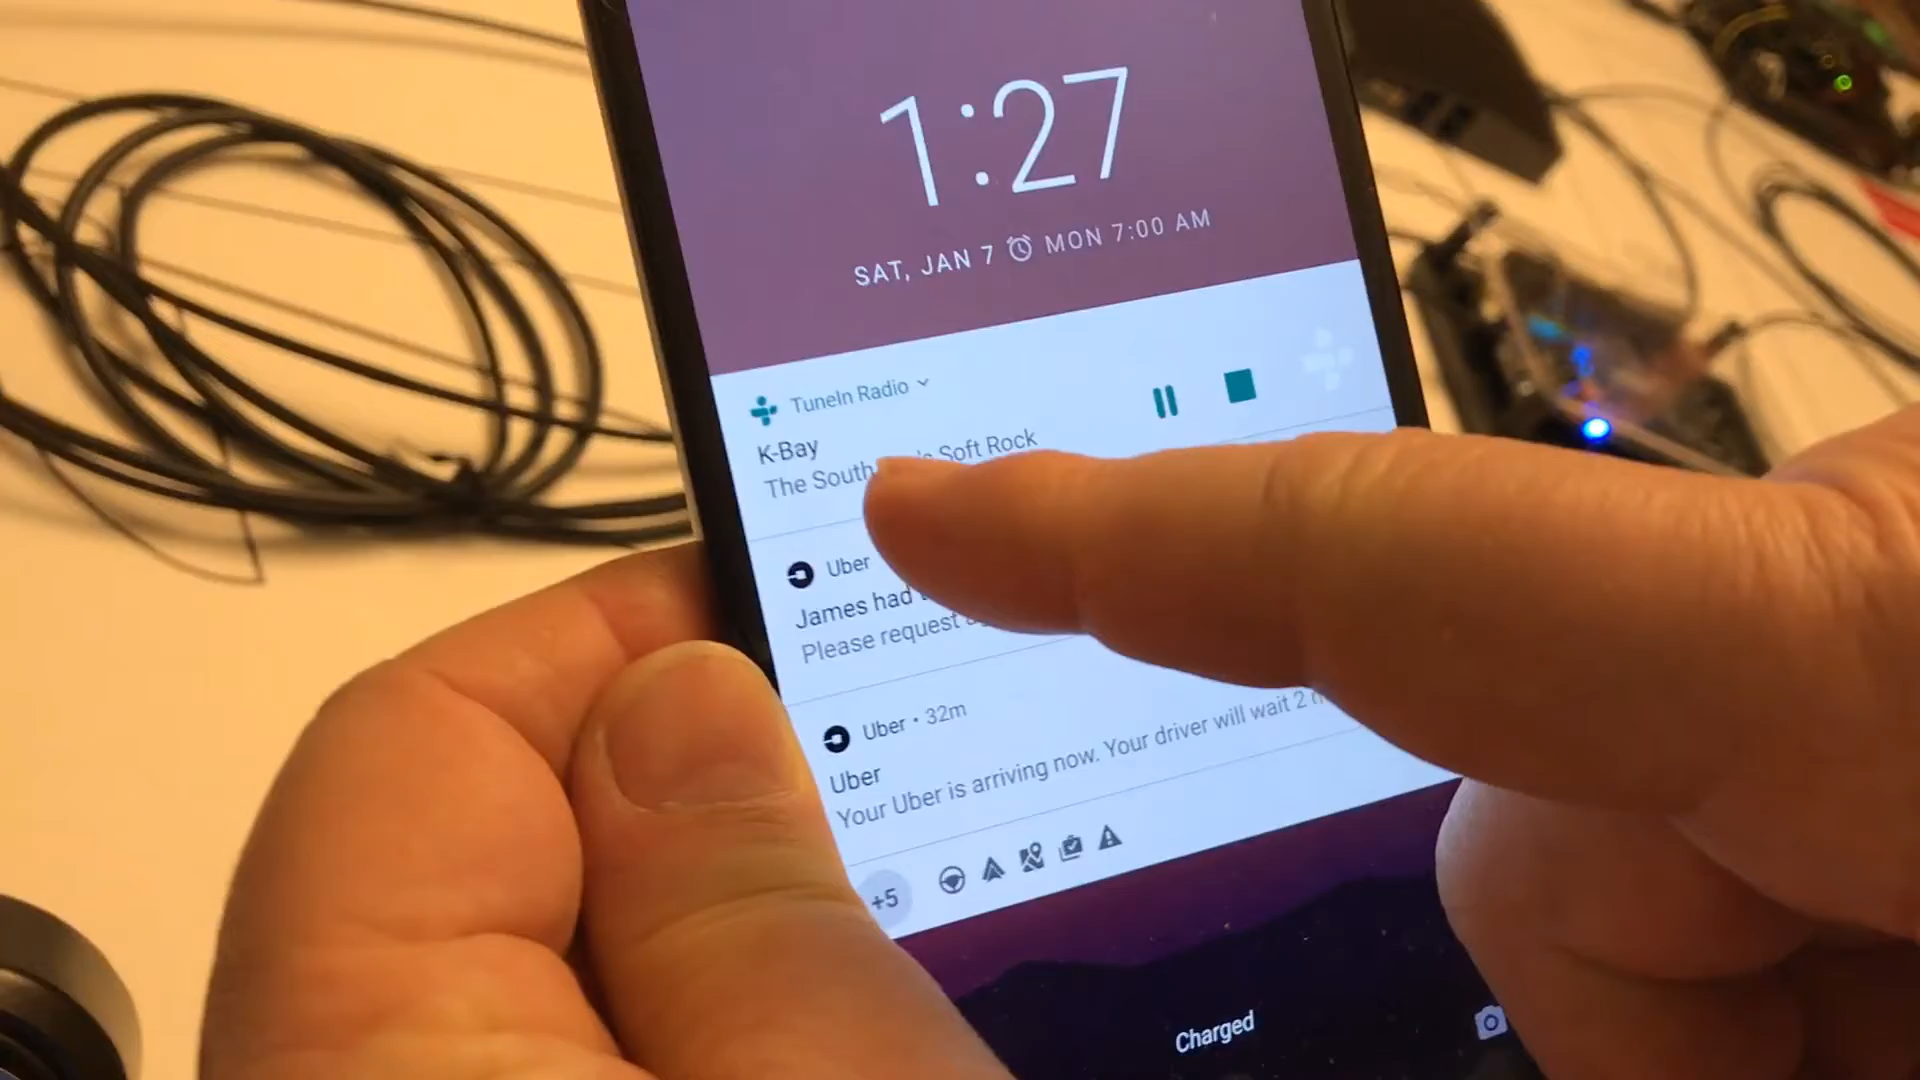 1:27
SAT, JAN 7 MON 7:00 AM
TuneIn Radio
K-Bay
The South Soft Rock
Uber
James had
Please request
Uber • 32m
Uber
Your Uber is arriving now. Your driver will wait 2
+5
Charged